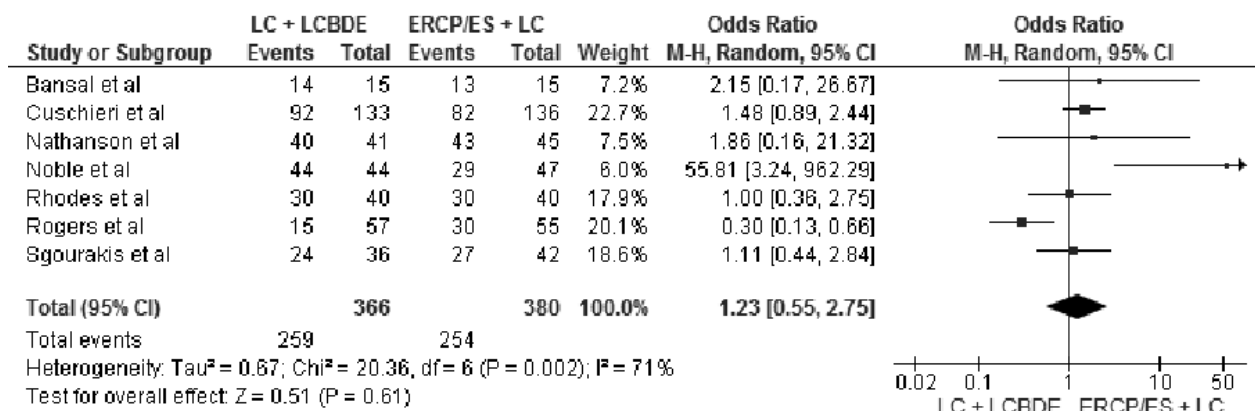 LC + LCBDE ERCP/ES + LC Odds Ratio Odds Ratio
Study or Subgroup Events Total Events Total Weight M-H, Random, 95% CI M-H, Random, 95% CI
Bansal et al 14 15 13 15 7.2% 2.15 [0.17, 26.67]
Cuschieri et al 92 133 82 136 22.7% 1.48 [0.89, 2.44]
Nathanson et al 40 41 43 45 7.5% 1.86 [0.16, 21.32]
Noble et al 44 44 29 47 6.0% 55.81 [3.24, 962.29]
Rhodes et al 30 40 30 40 17.9% 1.00 [0.36, 2.75]
Rogers et al 15 57 30 55 20.1% 0.30 [0.13, 0.66]
Sgourakis et al 24 36 27 42 18.6% 1.11 [0.44, 2.84]
Total (95% CI) 366 380 100.0% 1.23 [0.55, 2.75]
Total events 259 254
Heterogeneity: Tau² = 0.67; Chi² = 20.36, df = 6 (P = 0.002); I² = 71%
Test for overall effect: Z = 0.51 (P = 0.61)
0.02 0.1 1 10 50
LC + LCBDE ERCP/ES + LC